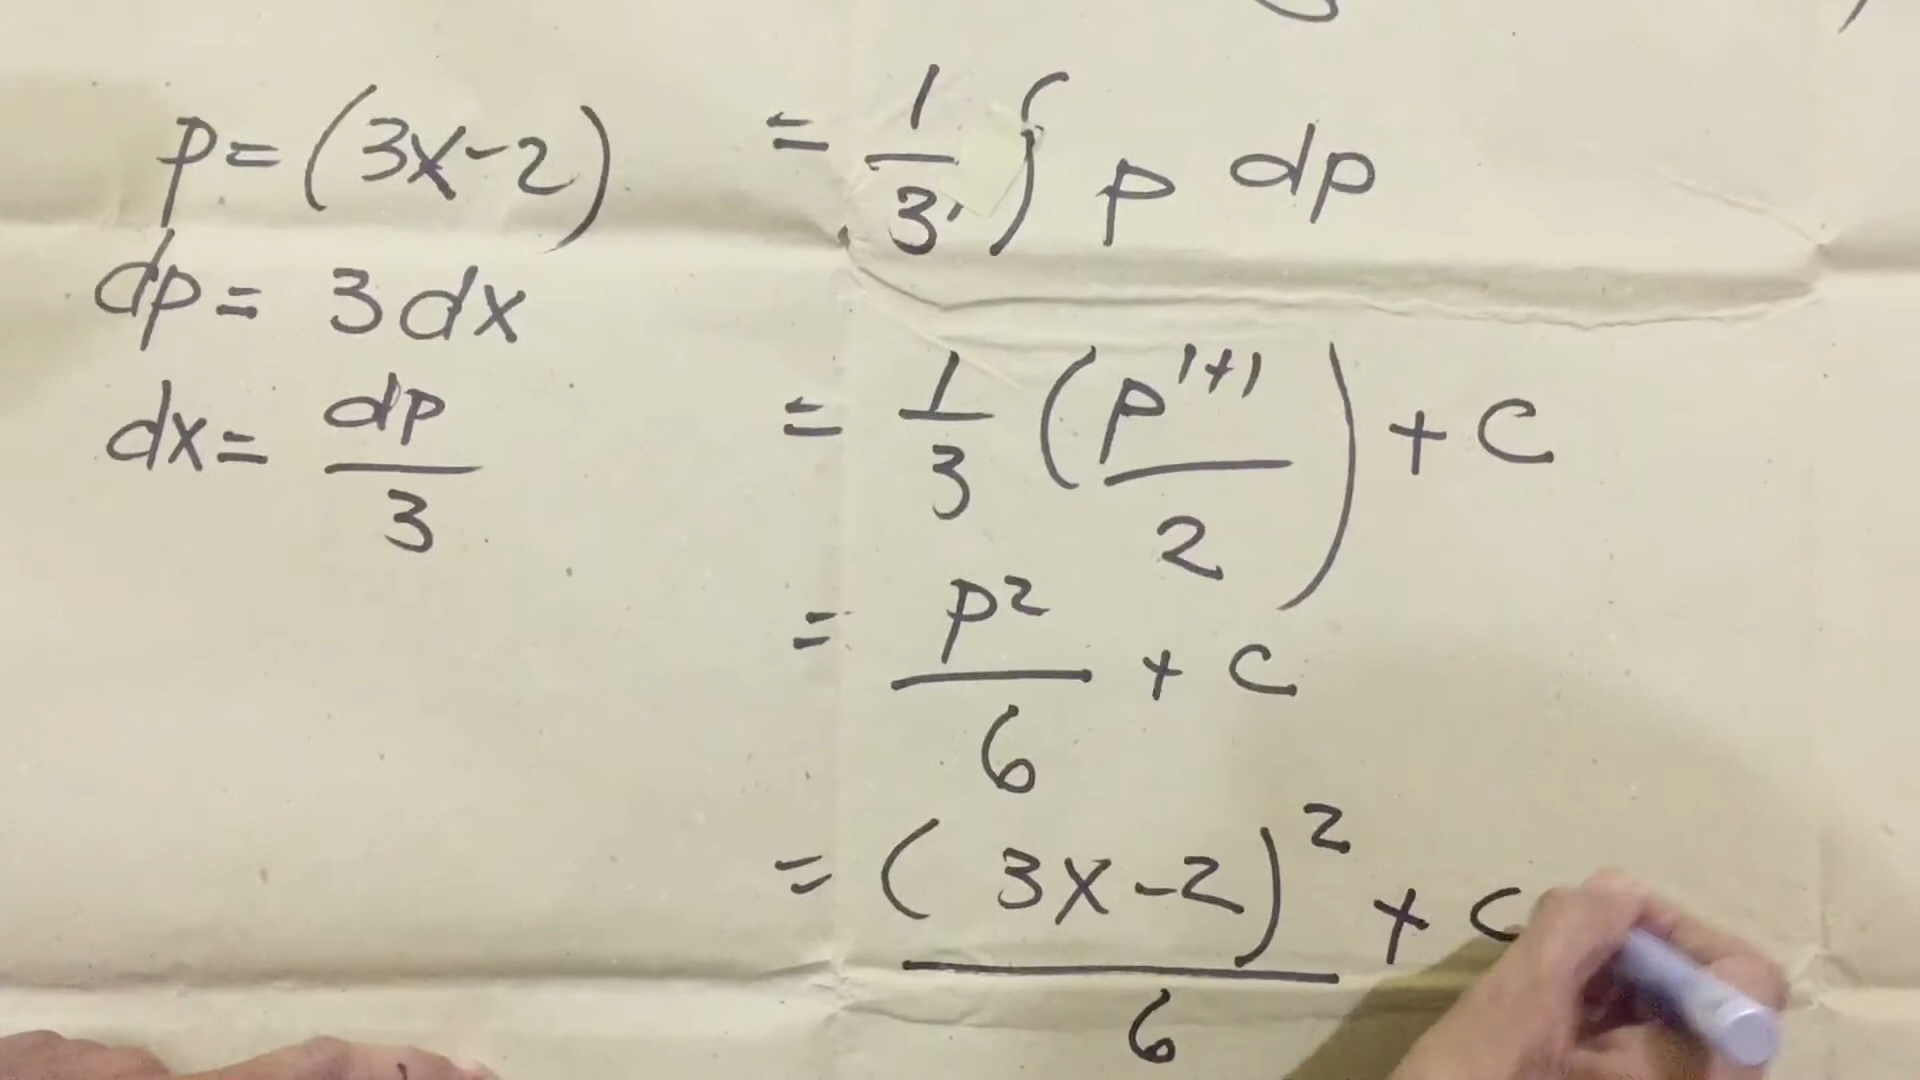 p = (3x-2)
dp = 3dx
dx = dp/3
= 1/3 ∫ p dp
= 1/3 (p^(1+1)/2) + C
= p²/6 + C
= (3x-2)²/6 + C